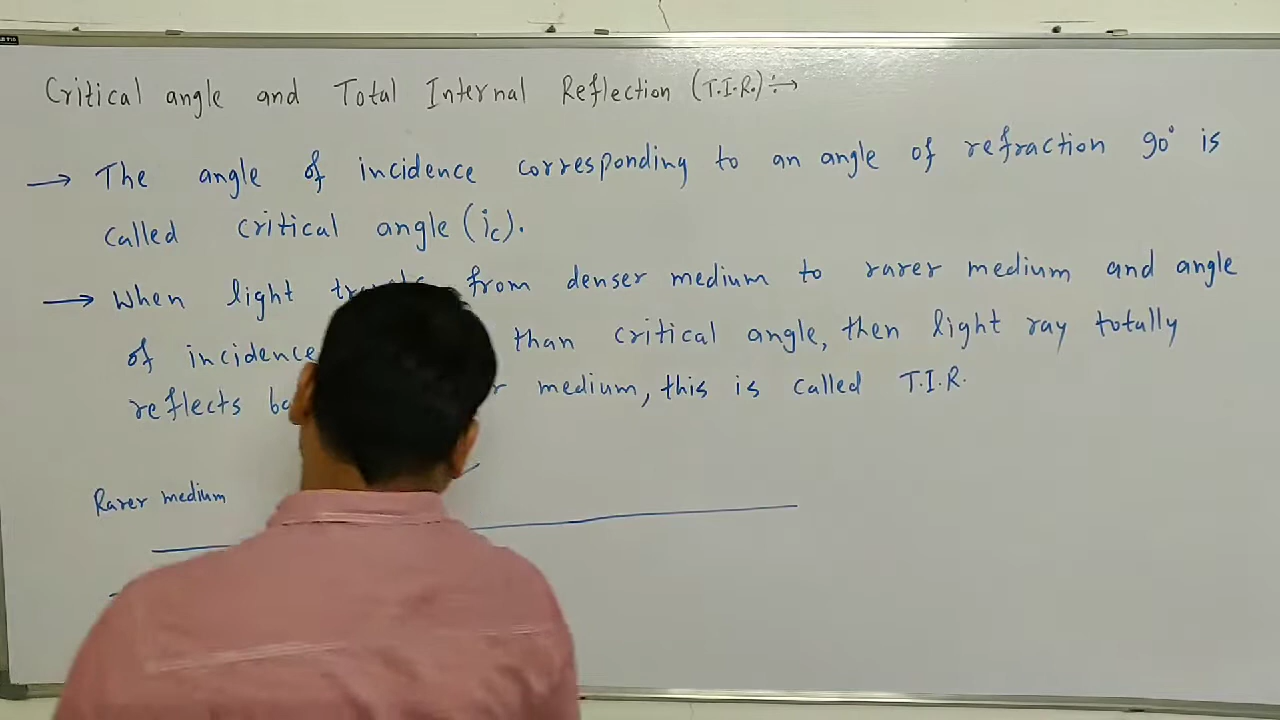 Critical angle and Total Internal Reflection (T.I.R.) :→
→ The angle of incidence corresponding to an angle of refraction 90° is
called critical angle (ic).
→ When light from denser medium to rarer medium and angle
of incidence than critical angle, then light ray totally
reflects medium, this is called T.I.R.
Rarer medium